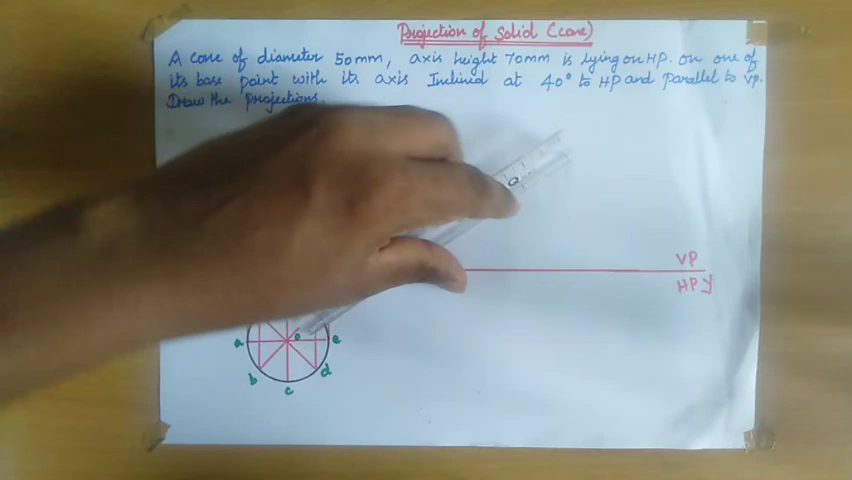 Projection of Solid (cone)
A cone of diameter 50mm, axis height 70mm is lying on HP. on one of
its base point with its axis Inclined at 40° to HP and parallel to VP.
Draw the projections.
VP
HP y
a
o
e
b
d
c